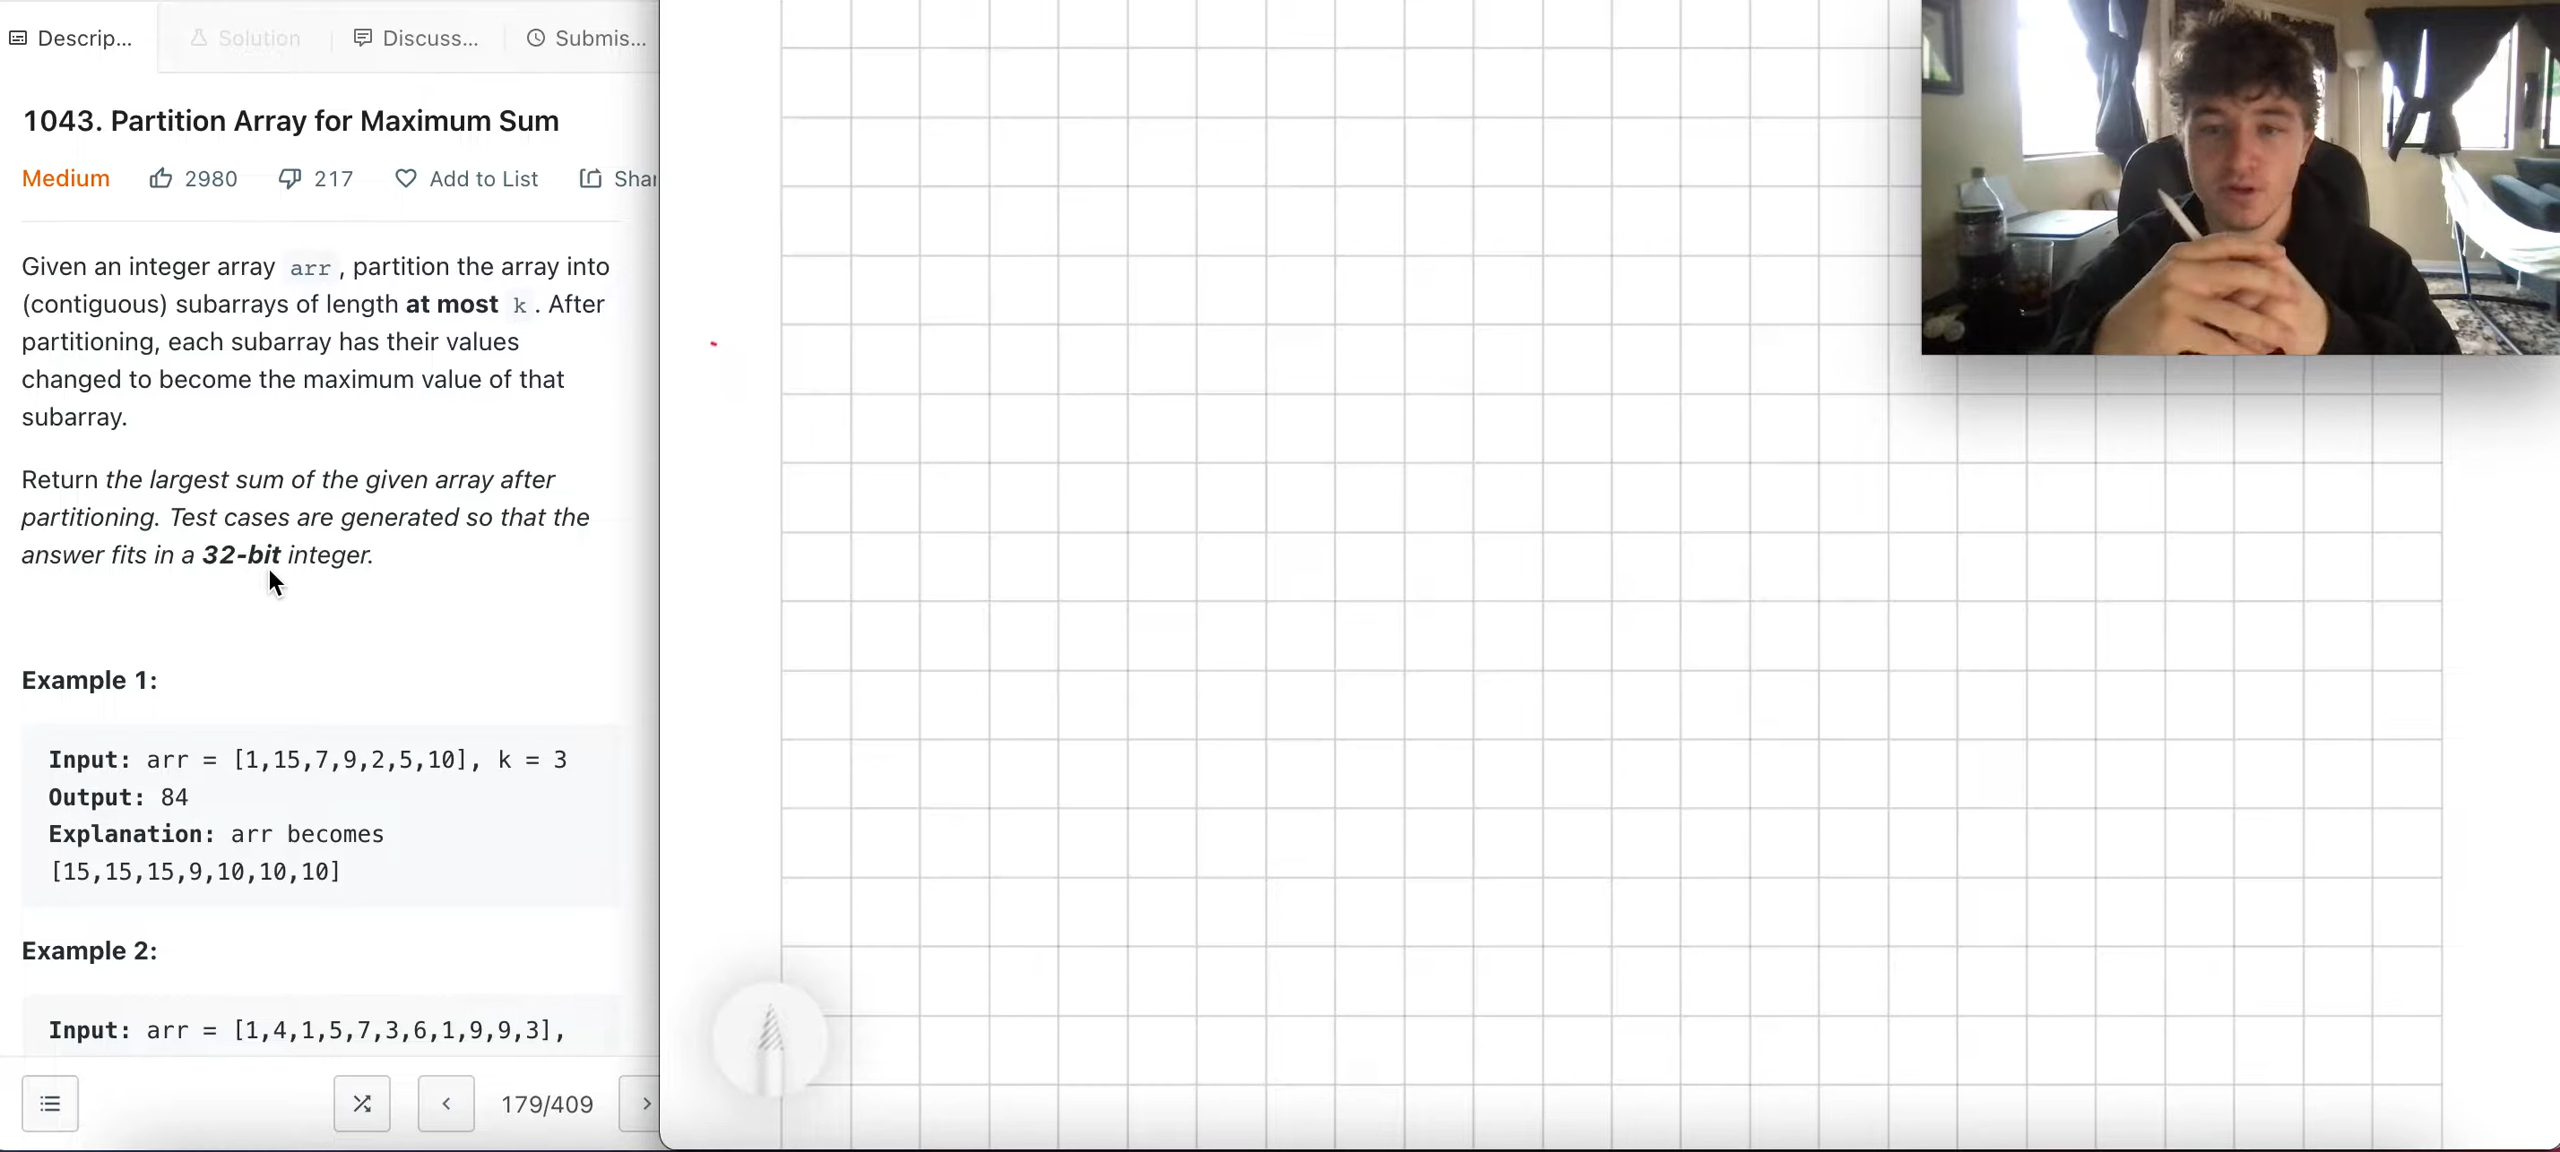 Descrip...
Solution
Discuss...
Submis...
1043. Partition Array for Maximum Sum
Medium 2980 217 Add to List Shar
Given an integer array arr , partition the array into
(contiguous) subarrays of length at most k . After
partitioning, each subarray has their values
changed to become the maximum value of that
subarray.
Return the largest sum of the given array after
partitioning. Test cases are generated so that the
answer fits in a 32-bit integer.
Example 1:
Input: arr = [1,15,7,9,2,5,10], k = 3
Output: 84
Explanation: arr becomes
[15,15,15,9,10,10,10]
Example 2:
Input: arr = [1,4,1,5,7,3,6,1,9,9,3],
179/409